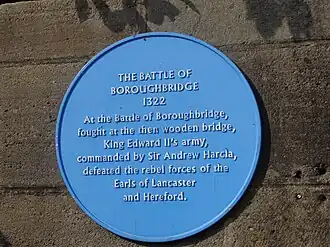 THE BATTLE OF
BOROUGHBRIDGE
1322
At the Battle of Boroughbridge,
fought at the then wooden bridge,
King Edward II's army,
commanded by Sir Andrew Harcla,
defeated the rebel forces of the
Earls of Lancaster
and Hereford.